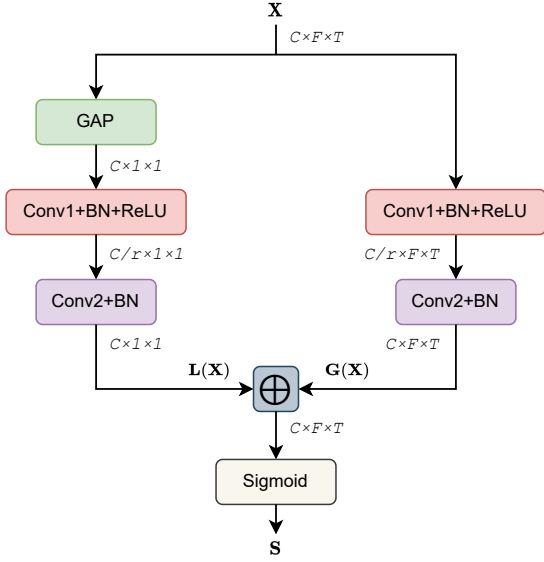 X
C×F×T
GAP
C×1×1
Conv1+BN+ReLU
Conv1+BN+ReLU
C/r×1×1
C/r×F×T
Conv2+BN
Conv2+BN
C×1×1
C×F×T
L(X)
G(X)
⊕
C×F×T
Sigmoid
S